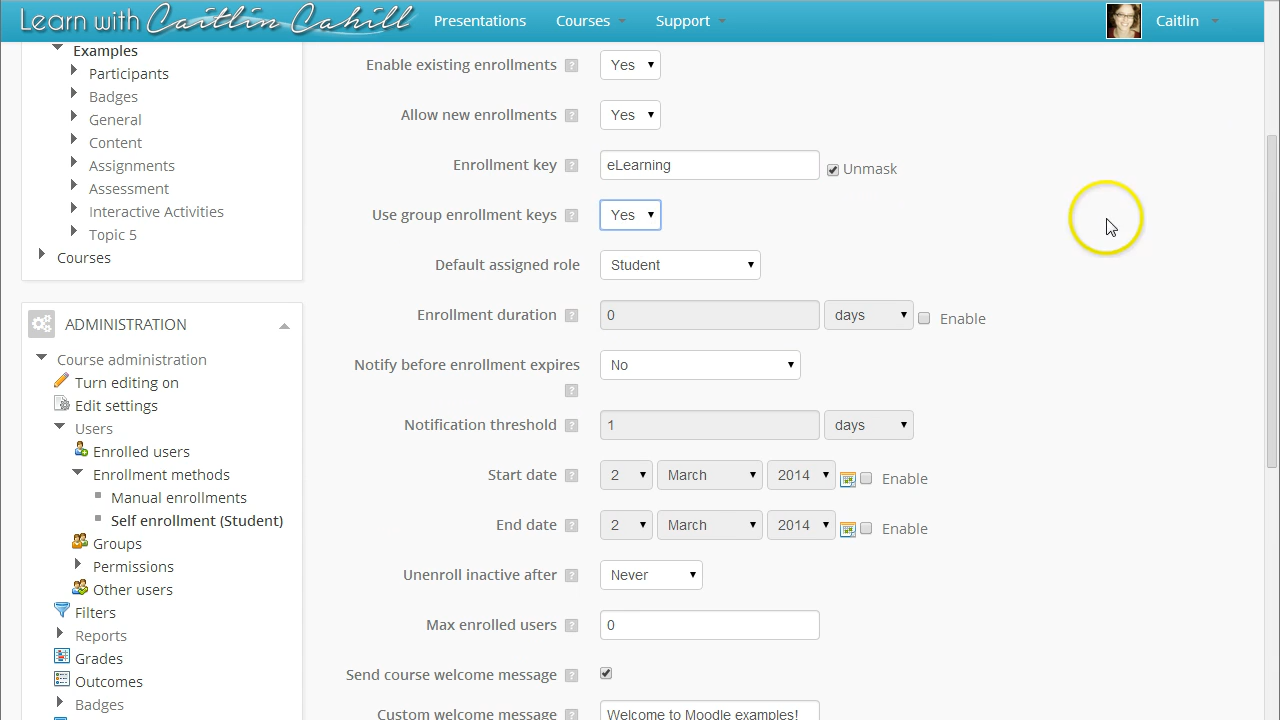 Learn with Caitlin Cahill
Presentations
Courses
Support
Caitlin
Examples
Participants
Badges
General
Content
Assignments
Assessment
Interactive Activities
Topic 5
Courses
ADMINISTRATION
Course administration
Turn editing on
Edit settings
Users
Enrolled users
Enrollment methods
Manual enrollments
Self enrollment (Student)
Groups
Permissions
Other users
Filters
Reports
Grades
Outcomes
Badges
Enable existing enrollments ? Yes
Allow new enrollments ? Yes
Enrollment key ? eLearning Unmask
Use group enrollment keys ? Yes
Default assigned role Student
Enrollment duration ? 0 days Enable
Notify before enrollment expires No
?
Notification threshold ? 1 days
Start date ? 2 March 2014 Enable
End date ? 2 March 2014 Enable
Unenroll inactive after ? Never
Max enrolled users ? 0
Send course welcome message ?
Custom welcome message ? Welcome to Moodle examples!